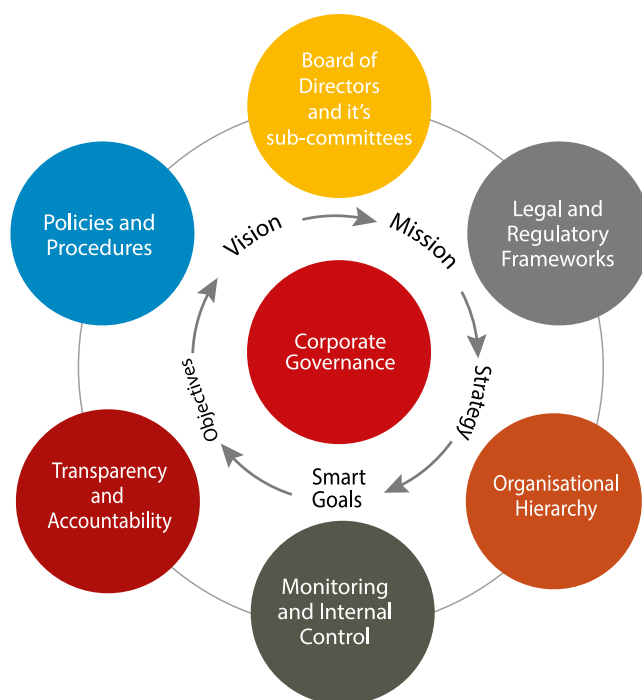 Board of
Directors
and it's
sub-committees
Legal and
Regulatory
Frameworks
Organisational
Hierarchy
Monitoring
and Internal
Control
Transparency
and
Accountability
Policies and
Procedures
Vision
Mission
Strategy
Smart
Goals
Objectives
Corporate
Governance